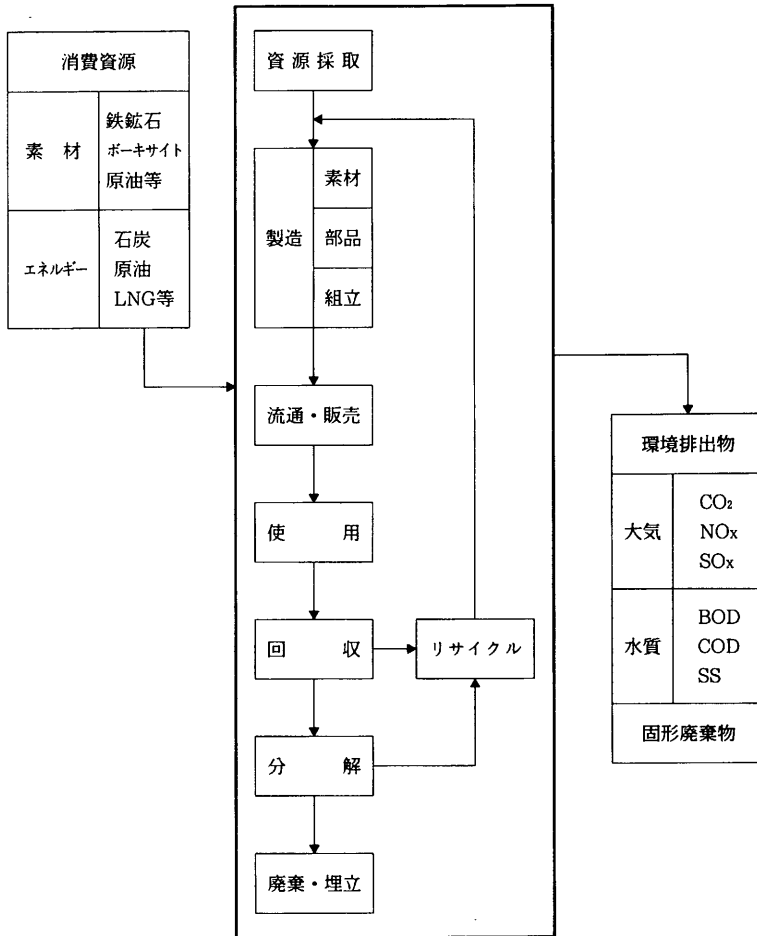 消費資源
素材
鉄鉱石
ボーキサイト
原油等
エネルギー
石炭
原油
LNG等
資源採取
製造
素材
部品
組立
流通・販売
使用
回収
リサイクル
分解
廃棄・埋立
環境排出物
大気
CO₂
NOx
SOx
水質
BOD
COD
SS
固形廃棄物